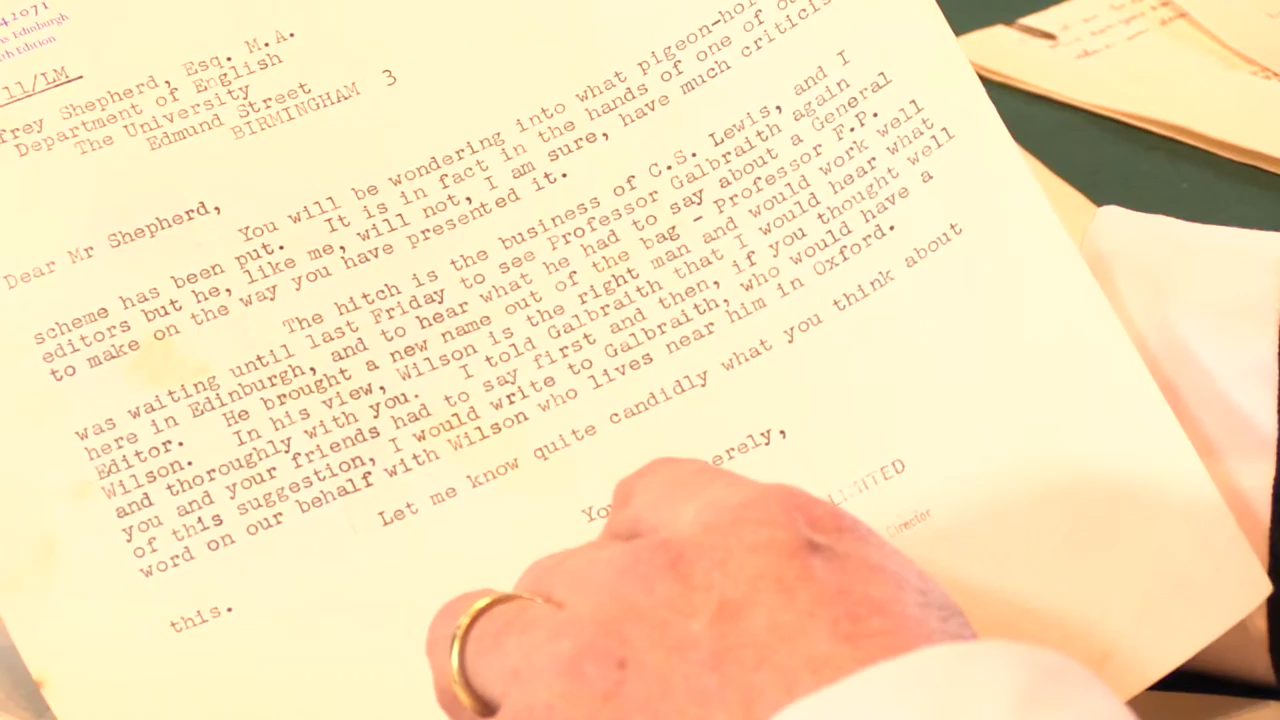 42071
Edinburgh
Edition
11/LM
frey Shepherd, Esq. M.A.
Department of English
The University
Edmund Street
BIRMINGHAM 3
Dear Mr Shepherd,
You will be wondering into what pigeon-hol
scheme has been put. It is in fact in the hands of one of ou
editors but he, like me, will not, I am sure, have much criticis
to make on the way you have presented it.
The hitch is the business of C.S. Lewis, and I
was waiting until last Friday to see Professor Galbraith again
here in Edinburgh, and to hear what he had to say about a General
Editor. He brought a new name out of the bag - Professor F.P.
Wilson. In his view, Wilson is the right man and would work well
and thoroughly with you. I told Galbraith that I would hear what
you and your friends had to say first and then, if you thought well
of this suggestion, I would write to Galbraith, who would have a
word on our behalf with Wilson who lives near him in Oxford.
Let me know quite candidly what you think about
this.
You erely,
LIMITED
Director